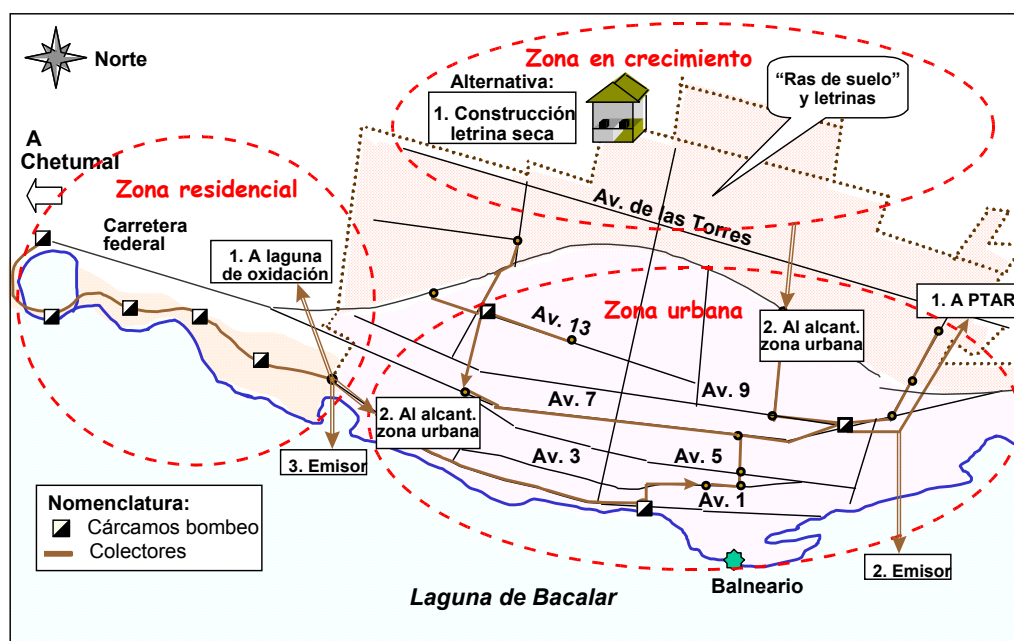 Norte
Zona en crecimiento
Alternativa:
1. Construcción
letrina seca
"Ras de suelo"
y letrinas
A
Chetumal
Zona residencial
Carretera
federal
1. A laguna
de oxidación
Av. de las Torres
Zona urbana
1. A PTAR
Av. 13
2. Al alcant.
zona urbana
Av. 9
Av. 7
2. Al alcant.
zona urbana
Av. 3
Av. 5
3. Emisor
Av. 1
Nomenclatura:
Cárcamos bombeo
Colectores
2. Emisor
Balneario
Laguna de Bacalar